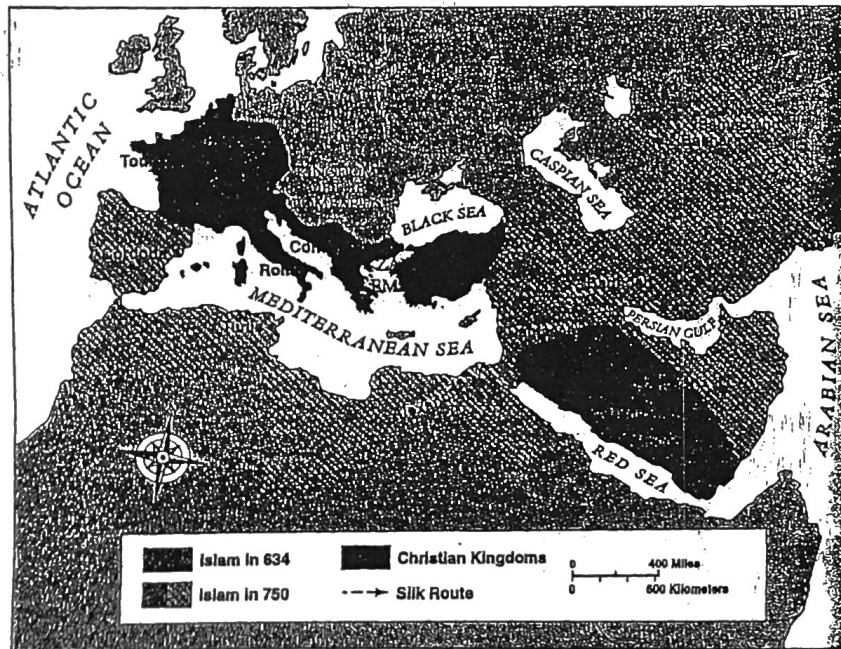 ATLANTIC
OCEAN
CASPIAN SEA
BLACK SEA
MEDITERRANEAN SEA
PERSIAN GULF
ARABIAN SEA
RED SEA
Islam in 634
Islam in 750
Christian Kingdoms
Silk Route
0 400 Miles
0 600 Kilometers